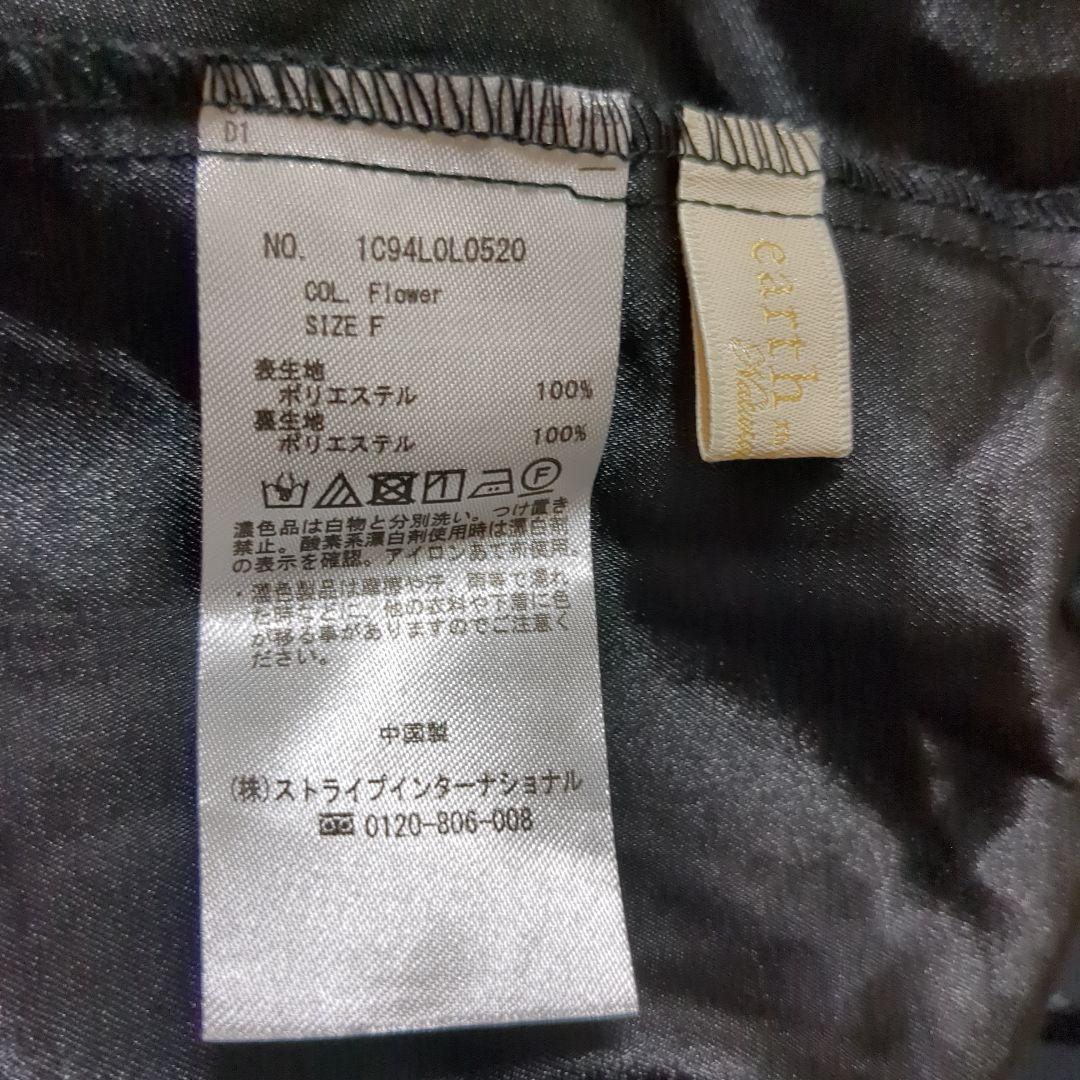 D1
NO. 1C94L0L0520
COL. Flower
SIZE F
表生地
ポリエステル 100%
裏生地
ポリエステル 100%
F
濃色品は白物と分別洗い。つけ置き
禁止。酸素系漂白剤使用時は漂白剤
の表示を確認。アイロンあて布使用。
・濃色製品は摩擦や汗、雨等で濡れ
た時などに、他の衣料や下着に色
が移る事がありますのでご注意く
ださい。
中国製
(株)ストライプインターナショナル
0120-806-008
earth